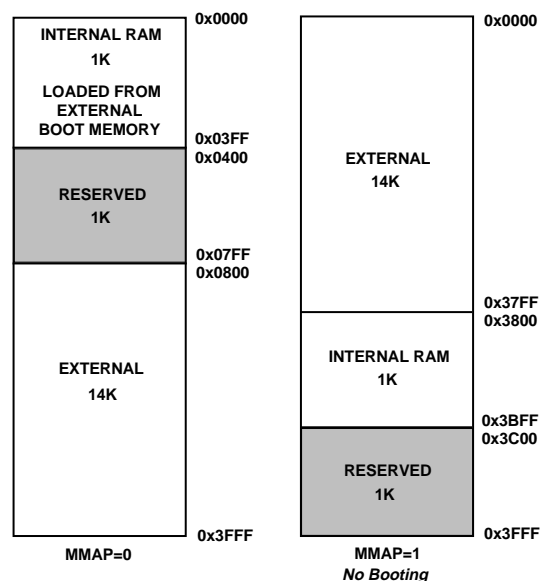 INTERNAL RAM
1K
LOADED FROM
EXTERNAL
BOOT MEMORY
0x0000
0x03FF
0x0400
RESERVED
1K
0x07FF
0x0800
EXTERNAL
14K
0x3FFF
MMAP=0
0x0000
EXTERNAL
14K
0x37FF
0x3800
INTERNAL RAM
1K
0x3BFF
0x3C00
RESERVED
1K
0x3FFF
MMAP=1
No Booting